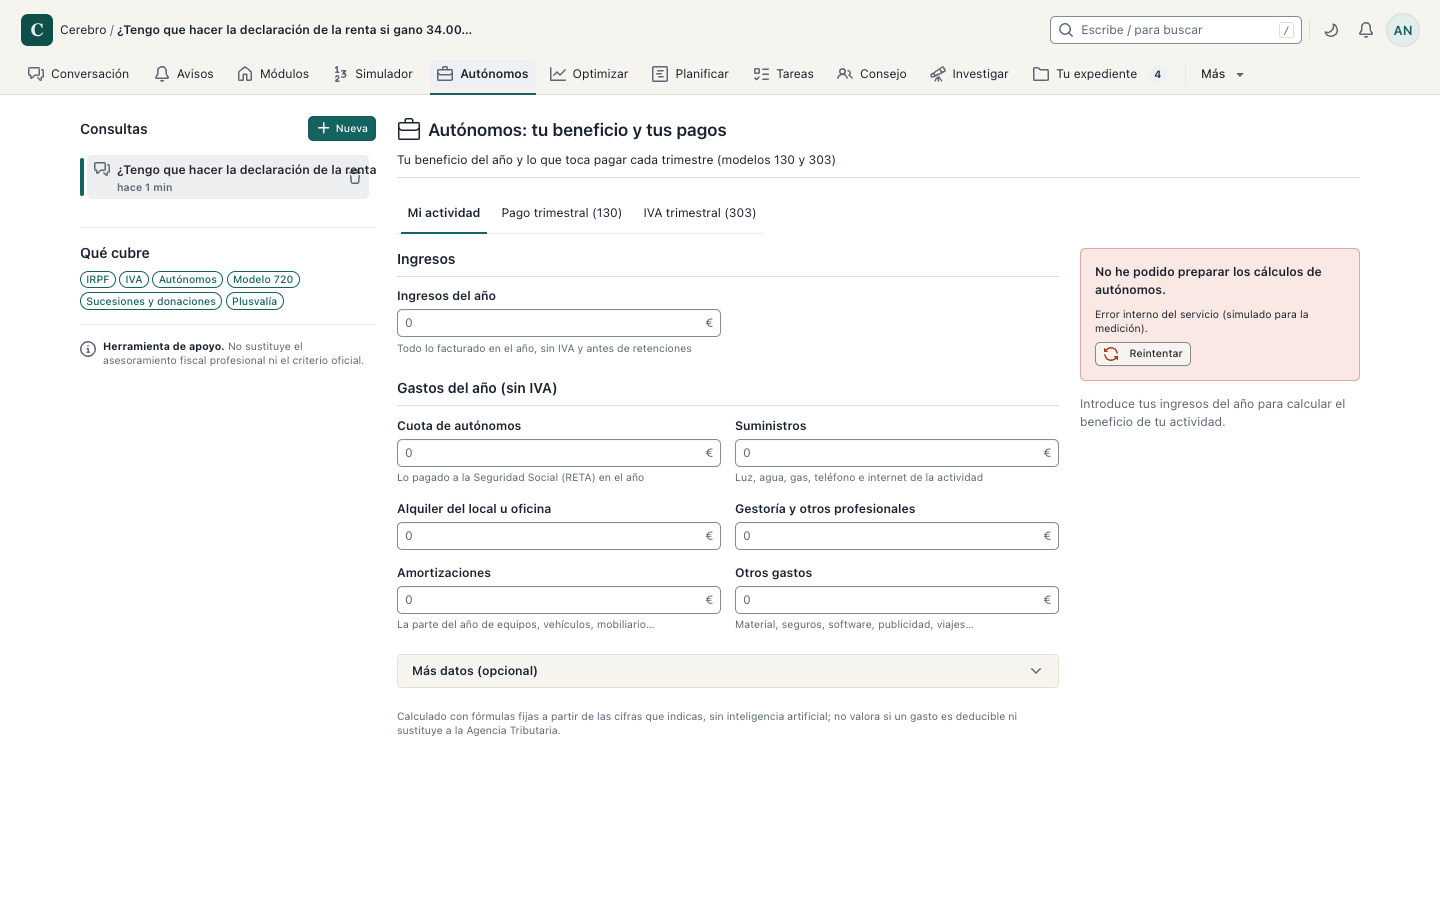 C Cerebro / ¿Tengo que hacer la declaración de la renta si gano 34.00...
Escribe / para buscar /
AN
Conversación Avisos Módulos Simulador Autónomos Optimizar Planificar Tareas Consejo Investigar Tu expediente 4 Más
Consultas
Nueva
¿Tengo que hacer la declaración de la renta
hace 1 min
Qué cubre
IRPF IVA Autónomos Modelo 720
Sucesiones y donaciones Plusvalía
Herramienta de apoyo. No sustituye el
asesoramiento fiscal profesional ni el criterio oficial.
Autónomos: tu beneficio y tus pagos
Tu beneficio del año y lo que toca pagar cada trimestre (modelos 130 y 303)
Mi actividad Pago trimestral (130) IVA trimestral (303)
Ingresos
Ingresos del año
0 €
Todo lo facturado en el año, sin IVA y antes de retenciones
Gastos del año (sin IVA)
Cuota de autónomos Suministros
0 € 0 €
Lo pagado a la Seguridad Social (RETA) en el año Luz, agua, gas, teléfono e internet de la actividad
Alquiler del local u oficina Gestoría y otros profesionales
0 € 0 €
Amortizaciones Otros gastos
0 € 0 €
La parte del año de equipos, vehículos, mobiliario... Material, seguros, software, publicidad, viajes...
Más datos (opcional)
Calculado con fórmulas fijas a partir de las cifras que indicas, sin inteligencia artificial; no valora si un gasto es deducible ni
sustituye a la Agencia Tributaria.
No he podido preparar los cálculos de
autónomos.
Error interno del servicio (simulado para la
medición).
Reintentar
Introduce tus ingresos del año para calcular el
beneficio de tu actividad.